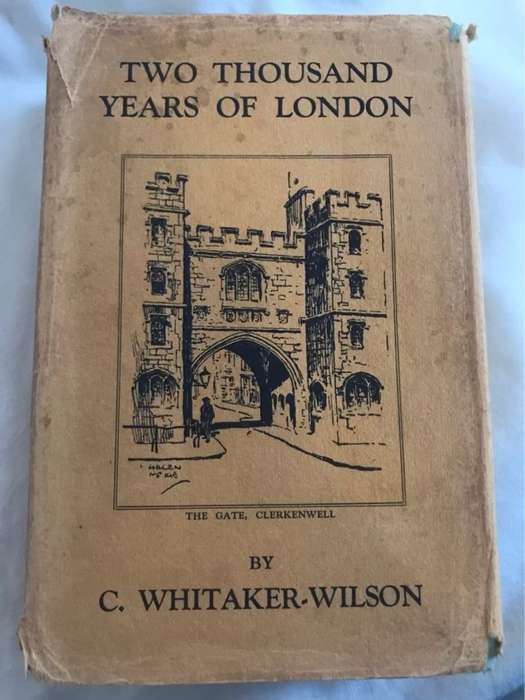 TWO THOUSAND
YEARS OF LONDON
HELEN
McKIE
THE GATE, CLERKENWELL
BY
C. WHITAKER-WILSON